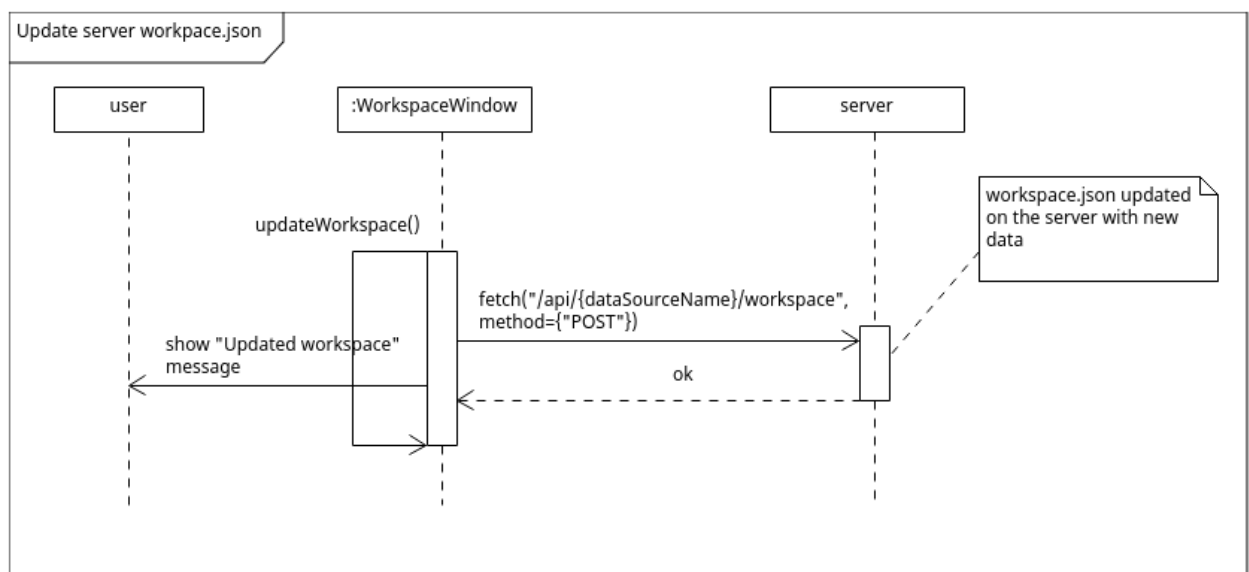 Update server workpace.json
user
:WorkspaceWindow
server
workspace.json updated
on the server with new
data
updateWorkspace()
fetch("/api/{dataSourceName}/workspace",
method={"POST"})
show "Updated workspace"
message
ok